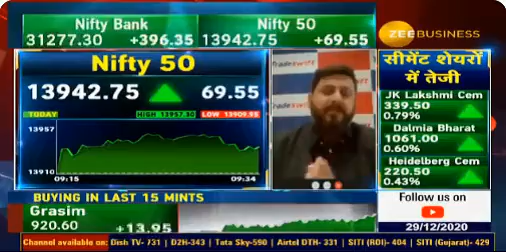 Nifty Bank
31277.30 +396.35
Nifty 50
13942.75 +69.55
ZEE BUSINESS
Nifty 50
13942.75 69.55
TODAY HIGH 13957.30 LOW 13909.95
13957
13910
09:15 09:34
Tradeswift
सीमेंट शेयरों
में तेजी
JK Lakshmi Cem
339.50
0.79%
Dalmia Bharat
1061.00
0.60%
Heidelberg Cem
220.50
0.43%
BUYING IN LAST 15 MINTS
Grasim
920.60 +13.95
Follow us on
29/12/2020
Channel available on: Dish TV- 731 | D2H-343 | Tata Sky-590 | Airtel DTH- 331 | SITI (ROI)- 404 | SITI (Gujarat)- 429